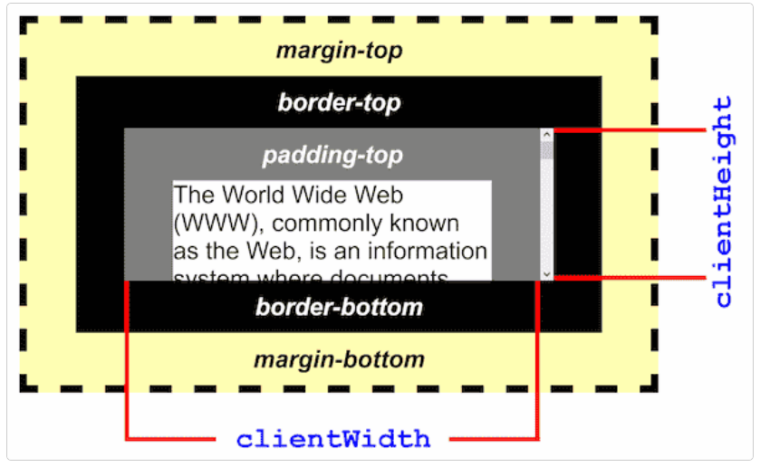 margin-top
border-top
padding-top
The World Wide Web
(WWW), commonly known
as the Web, is an information
system where documents
border-bottom
margin-bottom
clientWidth
clientHeight